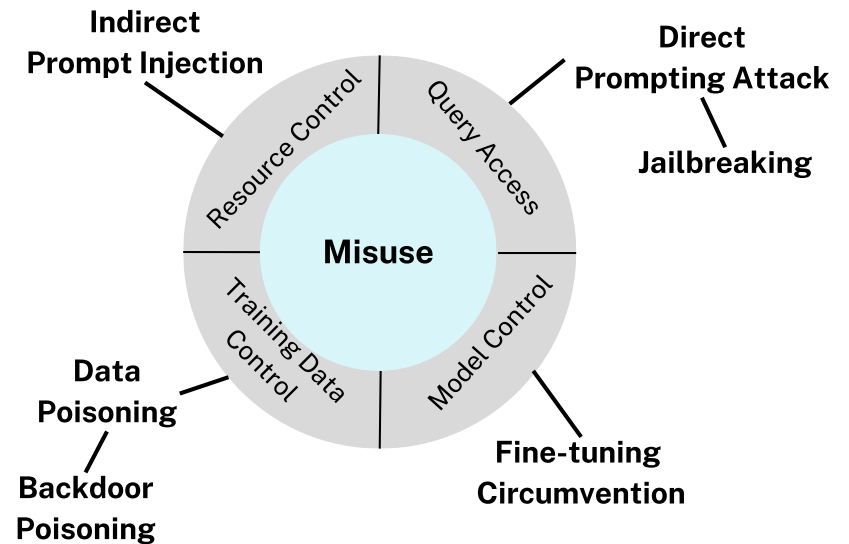 Indirect
Prompt Injection
Direct
Prompting Attack
Jailbreaking
Resource Control
Query Access
Misuse
Training Data
Control
Model Control
Data
Poisoning
Backdoor
Poisoning
Fine-tuning
Circumvention